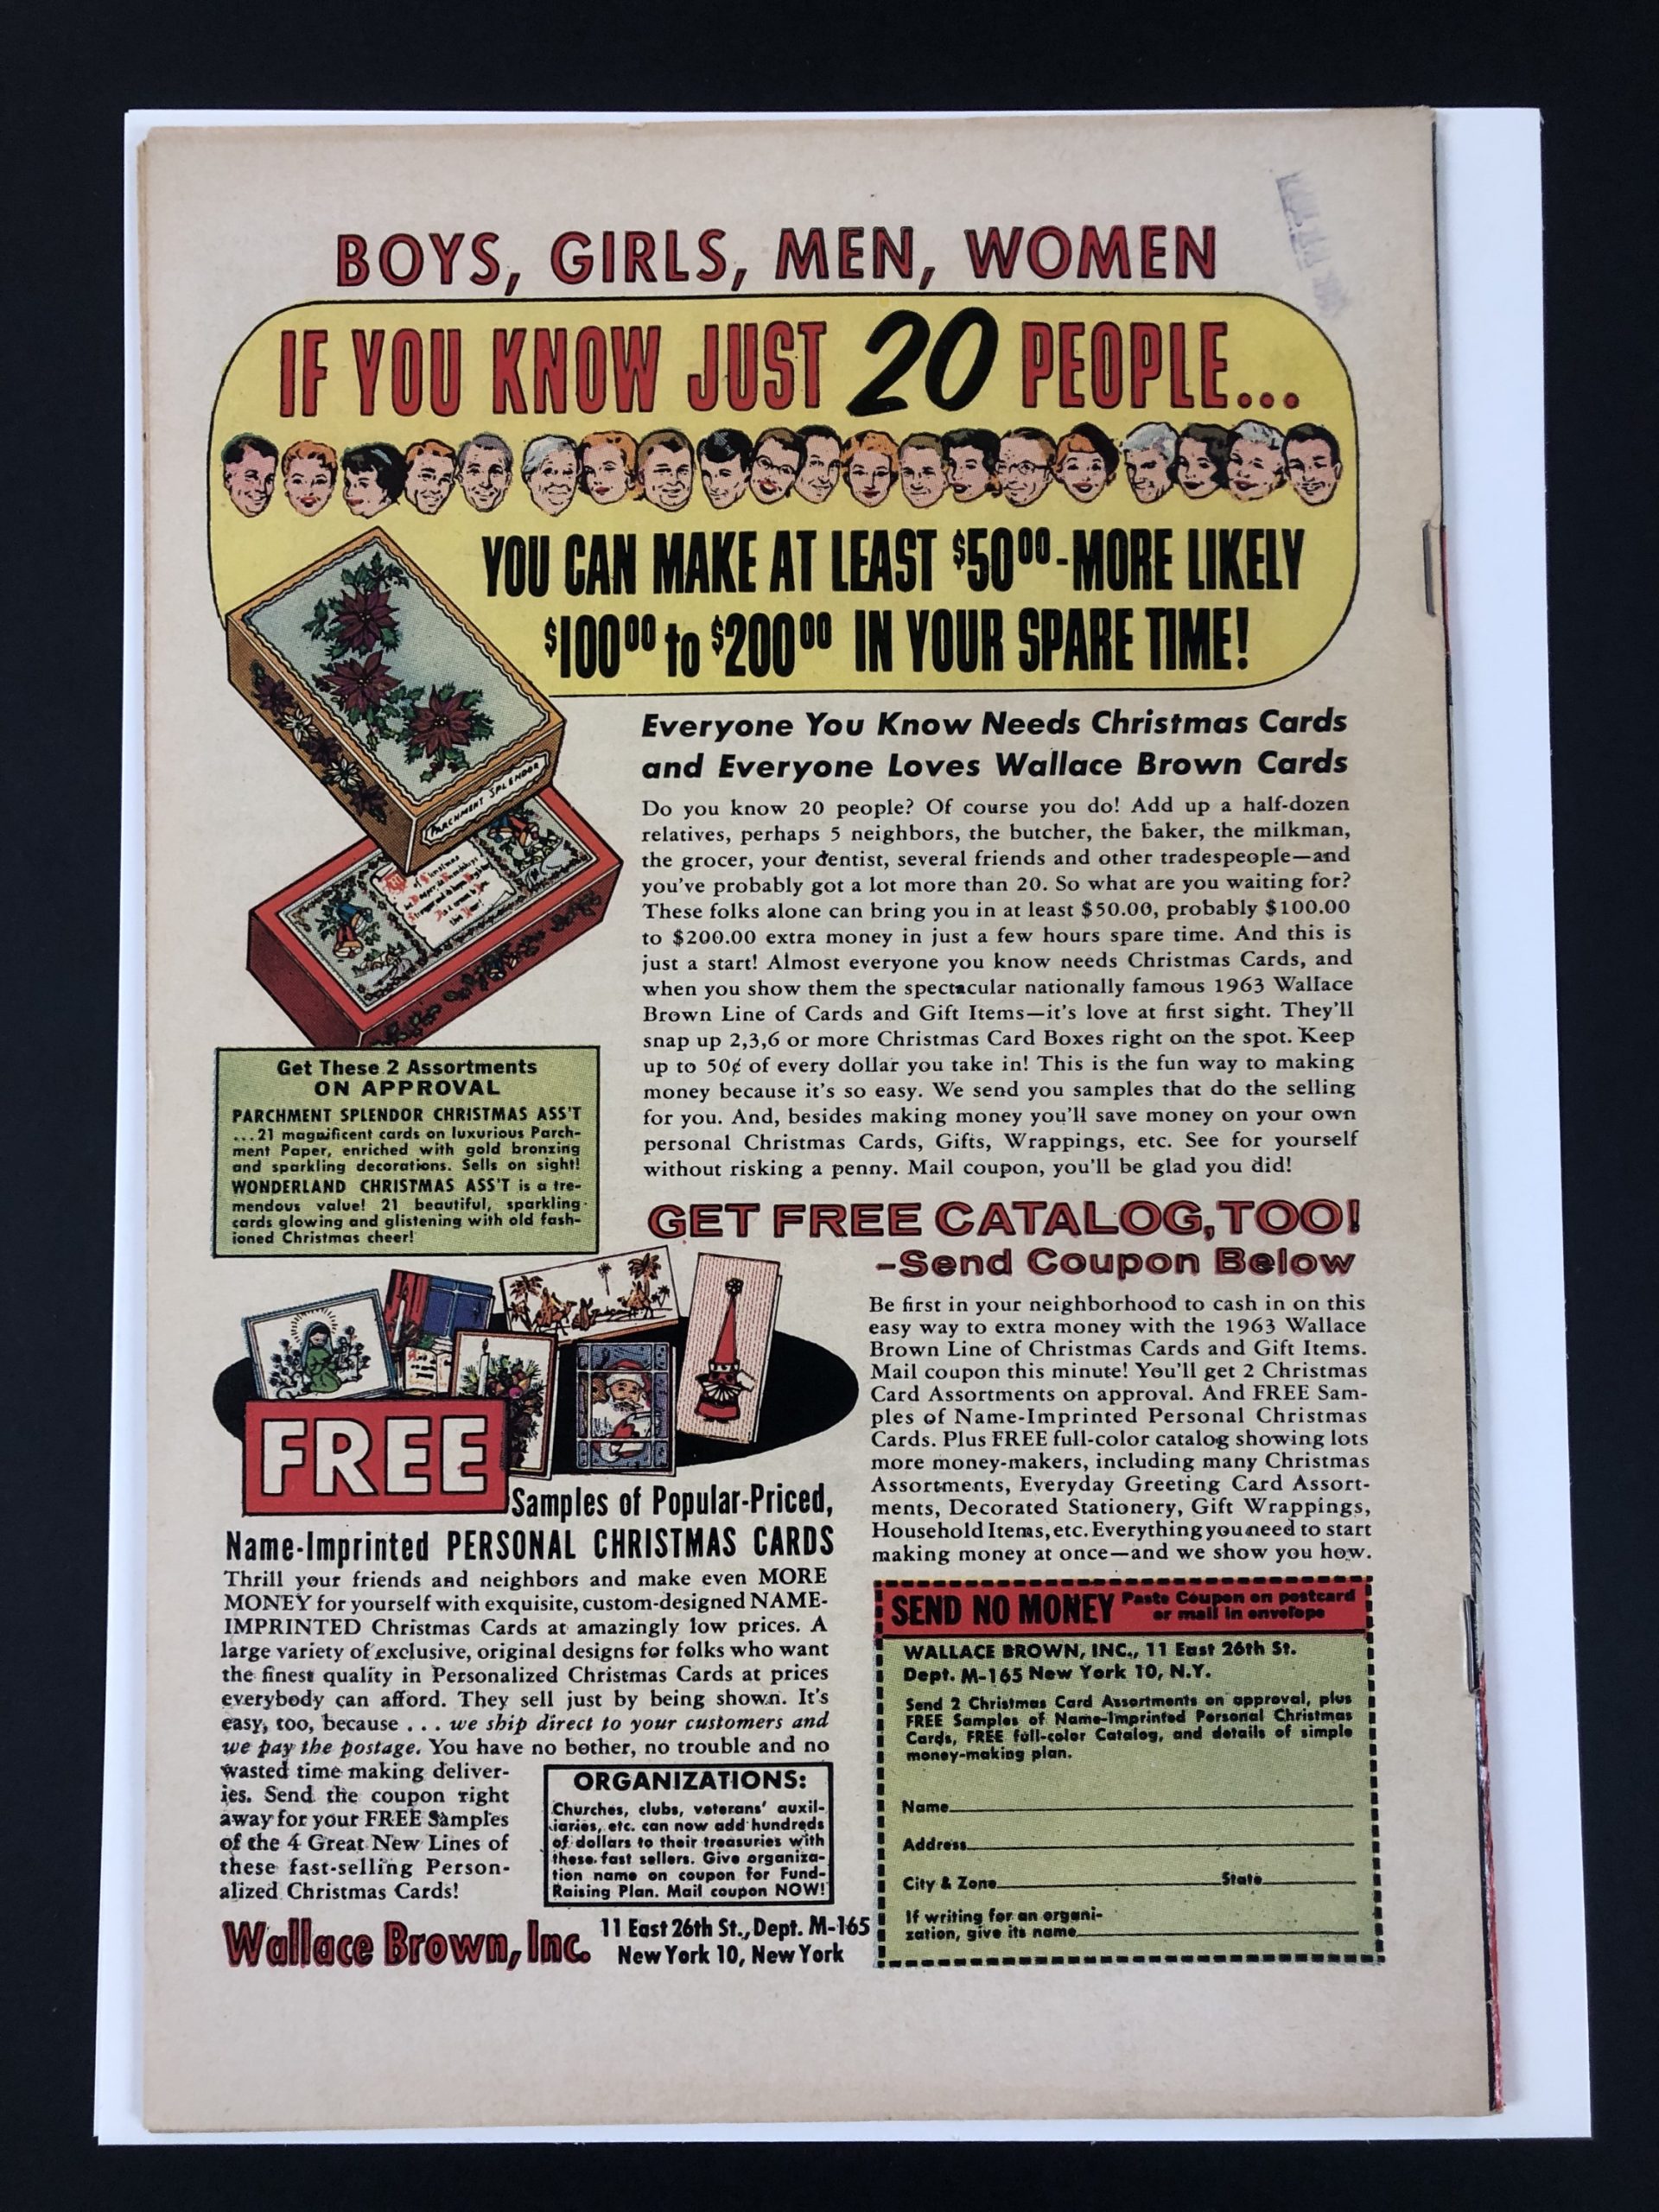 BOYS, GIRLS, MEN, WOMEN
IF YOU KNOW JUST 20 PEOPLE...
YOU CAN MAKE AT LEAST $50⁰⁰-MORE LIKELY
$100⁰⁰ to $200⁰⁰ IN YOUR SPARE TIME!
PARCHMENT SPLENDOR
Everyone You Know Needs Christmas Cards
and Everyone Loves Wallace Brown Cards
Do you know 20 people? Of course you do! Add up a half-dozen
relatives, perhaps 5 neighbors, the butcher, the baker, the milkman,
the grocer, your dentist, several friends and other tradespeople—and
you've probably got a lot more than 20. So what are you waiting for?
These folks alone can bring you in at least $50.00, probably $100.00
to $200.00 extra money in just a few hours spare time. And this is
just a start! Almost everyone you know needs Christmas Cards, and
when you show them the spectacular nationally famous 1963 Wallace
Brown Line of Cards and Gift Items—it's love at first sight. They'll
snap up 2,3,6 or more Christmas Card Boxes right on the spot. Keep
up to 50¢ of every dollar you take in! This is the fun way to making
money because it's so easy. We send you samples that do the selling
for you. And, besides making money you'll save money on your own
personal Christmas Cards, Gifts, Wrappings, etc. See for yourself
without risking a penny. Mail coupon, you'll be glad you did!
Get These 2 Assortments
ON APPROVAL
PARCHMENT SPLENDOR CHRISTMAS ASS'T
...21 magnificent cards on luxurious Parch-
ment Paper, enriched with gold bronzing
and sparkling decorations. Sells on sight!
WONDERLAND CHRISTMAS ASS'T is a tre-
mendous value! 21 beautiful, sparkling
cards glowing and glistening with old fash-
ioned Christmas cheer!
GET FREE CATALOG, TOO!
-Send Coupon Below
Be first in your neighborhood to cash in on this
easy way to extra money with the 1963 Wallace
Brown Line of Christmas Cards and Gift Items.
Mail coupon this minute! You'll get 2 Christmas
Card Assortments on approval. And FREE Sam-
ples of Name-Imprinted Personal Christmas
Cards. Plus FREE full-color catalog showing lots
more money-makers, including many Christmas
Assortments, Everyday Greeting Card Assort-
ments, Decorated Stationery, Gift Wrappings,
Household Items, etc. Everything you need to start
making money at once—and we show you how.
FREE
Samples of Popular-Priced,
Name-Imprinted PERSONAL CHRISTMAS CARDS
Thrill your friends and neighbors and make even MORE
MONEY for yourself with exquisite, custom-designed NAME-
IMPRINTED Christmas Cards at amazingly low prices. A
large variety of exclusive, original designs for folks who want
the finest quality in Personalized Christmas Cards at prices
everybody can afford. They sell just by being shown. It's
easy, too, because . . . we ship direct to your customers and
we pay the postage. You have no bother, no trouble and no
wasted time making deliver-
ies. Send the coupon right
away for your FREE Samples
of the 4 Great New Lines of
these fast-selling Person-
alized Christmas Cards!
ORGANIZATIONS:
Churches, clubs, veterans' auxil-
iaries, etc. can now add hundreds
of dollars to their treasuries with
these fast sellers. Give organiza-
tion name on coupon for Fund-
Raising Plan. Mail coupon NOW!
Wallace Brown, Inc.
11 East 26th St., Dept. M-165
New York 10, New York
SEND NO MONEY
Paste Coupon on postcard
or mail in envelope
WALLACE BROWN, INC., 11 East 26th St.
Dept. M-165 New York 10, N.Y.
Send 2 Christmas Card Assortments on approval, plus
FREE Samples of Name-Imprinted Personal Christmas
Cards, FREE full-color Catalog, and details of simple
money-making plan.
Name
Address
City & Zone State
If writing for an organi-
zation, give its name